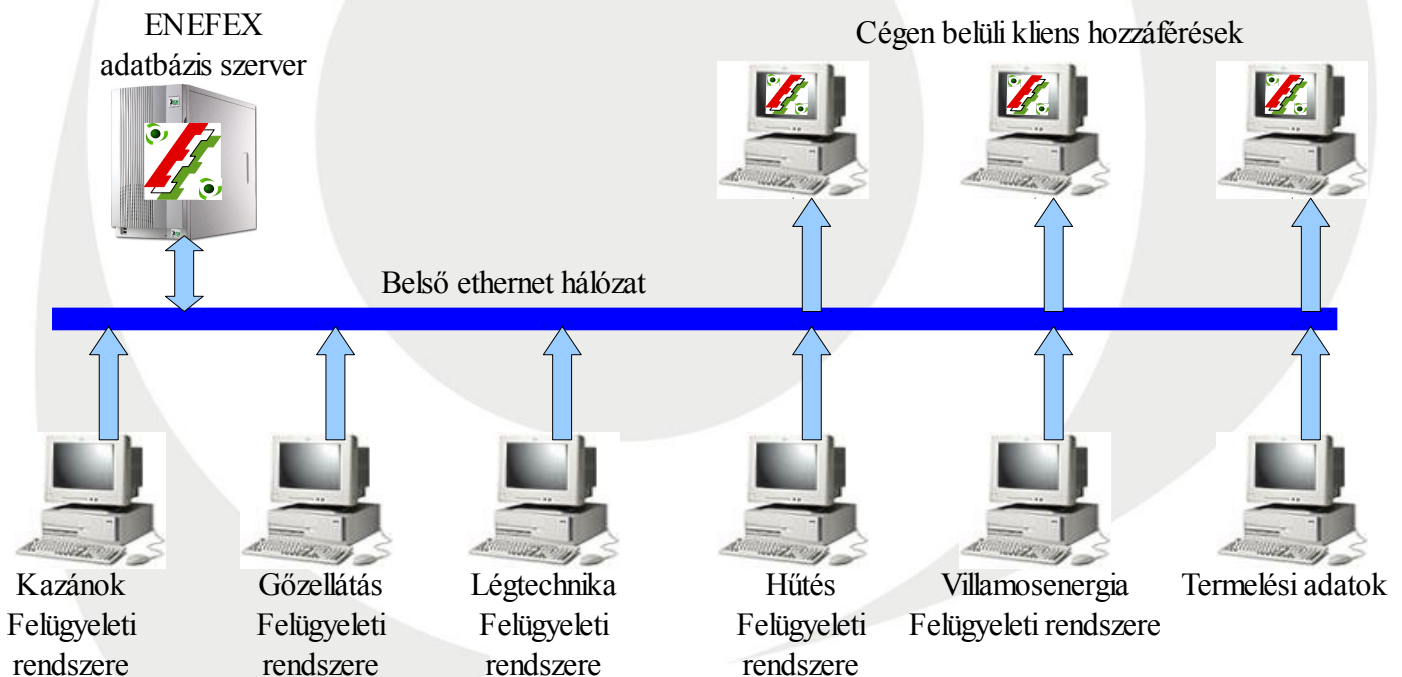 ENEFEX
adatbázis szerver
Cégen belüli kliens hozzáférések
Belső ethernet hálózat
Kazánok
Felügyeleti
rendszere
Gőzellátás
Felügyeleti
rendszere
Légtechnika
Felügyeleti
rendszere
Hűtés
Felügyeleti
rendszere
Villamosenergia
Felügyeleti rendszere
Termelési adatok